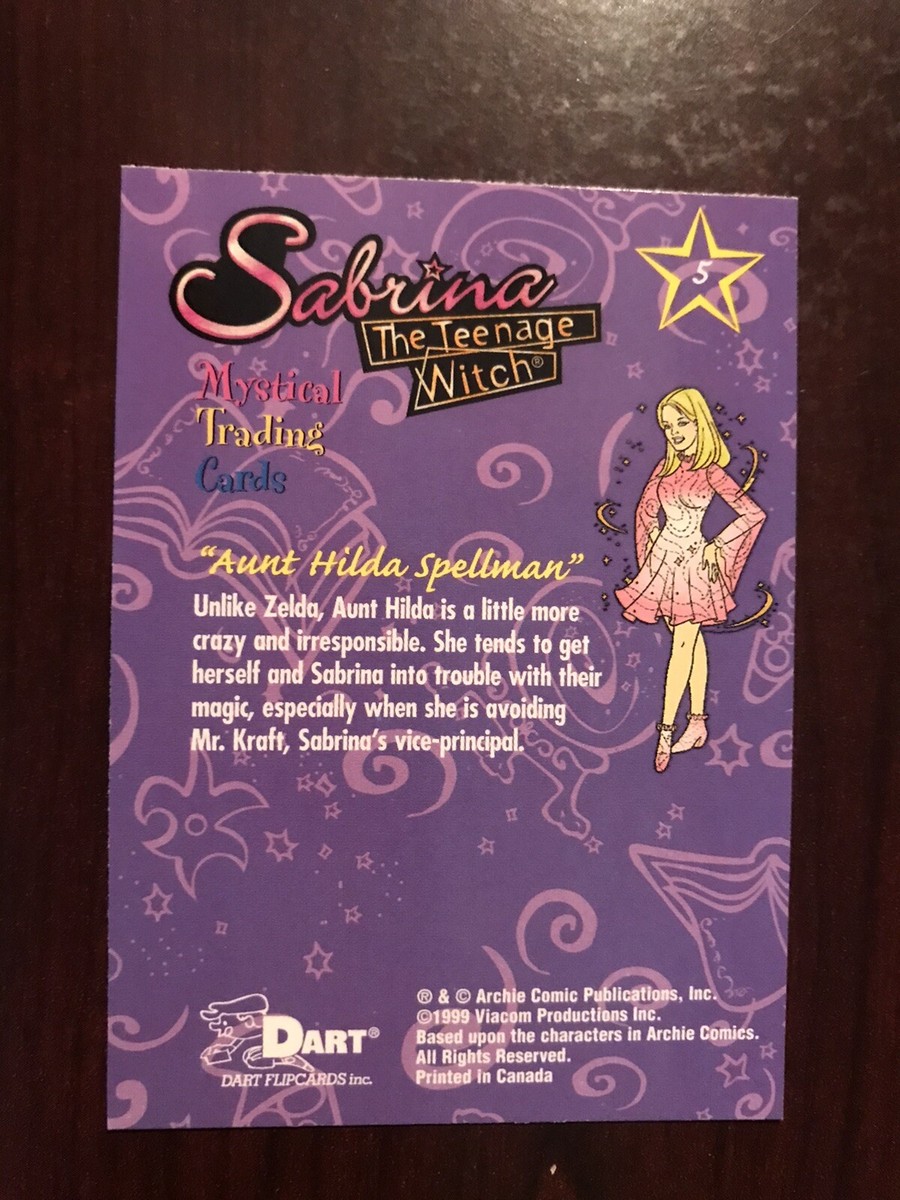 Sabrina
The Teenage
Witch®
5
Mystical
Trading
Cards
"Aunt Hilda Spellman"
Unlike Zelda, Aunt Hilda is a little more
crazy and irresponsible. She tends to get
herself and Sabrina into trouble with their
magic, especially when she is avoiding
Mr. Kraft, Sabrina's vice-principal.
DART®
DART FLIPCARDS inc.
® & © Archie Comic Publications, Inc.
©1999 Viacom Productions Inc.
Based upon the characters in Archie Comics.
All Rights Reserved.
Printed in Canada